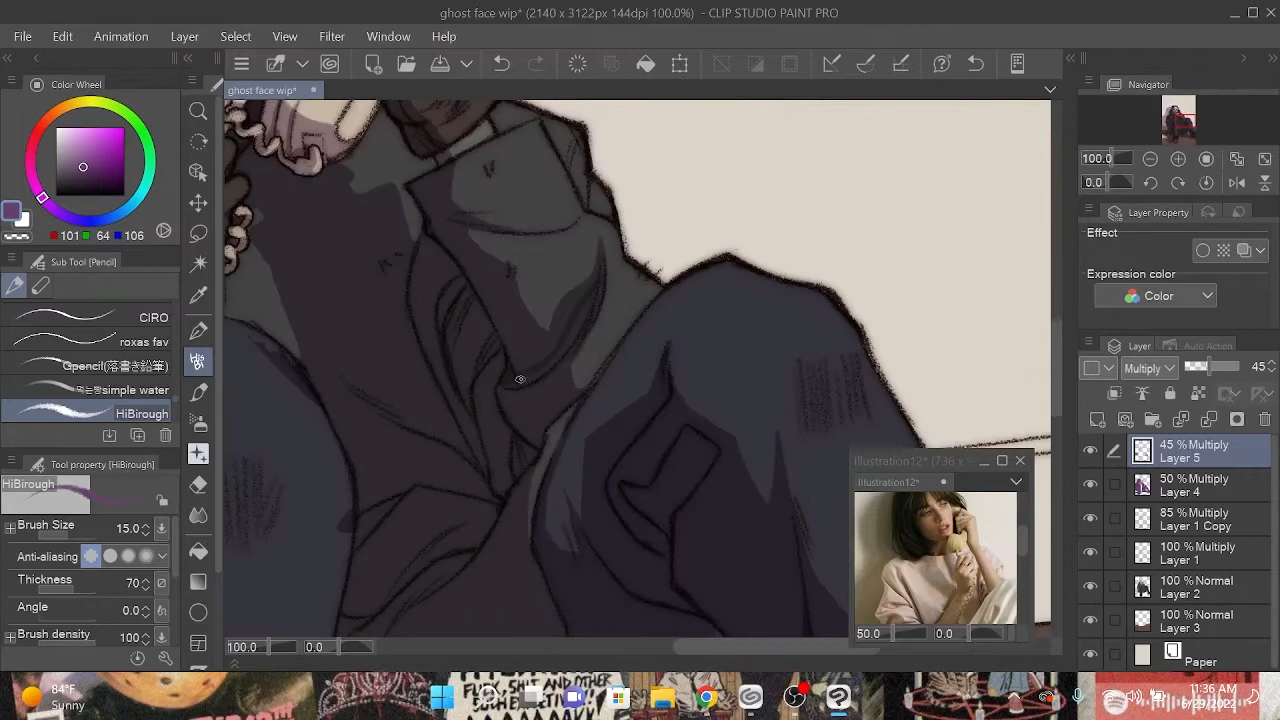 ghost face wip* (2140 x 3122px 144dpi 100.0%) - CLIP STUDIO PAINT PRO
File Edit Animation Layer Select View Filter Window Help
Color Wheel
ghost face wip*
Navigator
100.0
0.0
101 64 106
Layer Property
Effect
Expression color
Color
Sub Tool [Pencil]
CIRO
roxas fav
simple water
HiBirough
Layer Auto Action
Multiply 45
45 % Multiply
Layer 5
50 % Multiply
Layer 4
85 % Multiply
Layer 1 Copy
100 % Multiply
Layer 1
100 % Normal
Layer 2
100 % Normal
Layer 3
Paper
Tool property [HiBirough]
HiBirough
Brush Size 15.0
Anti-aliasing
Thickness 70
Angle 0.0
Brush density 100
Illustration12*
50.0 0.0
100.0 0.0
84°F
Sunny
11:36 AM